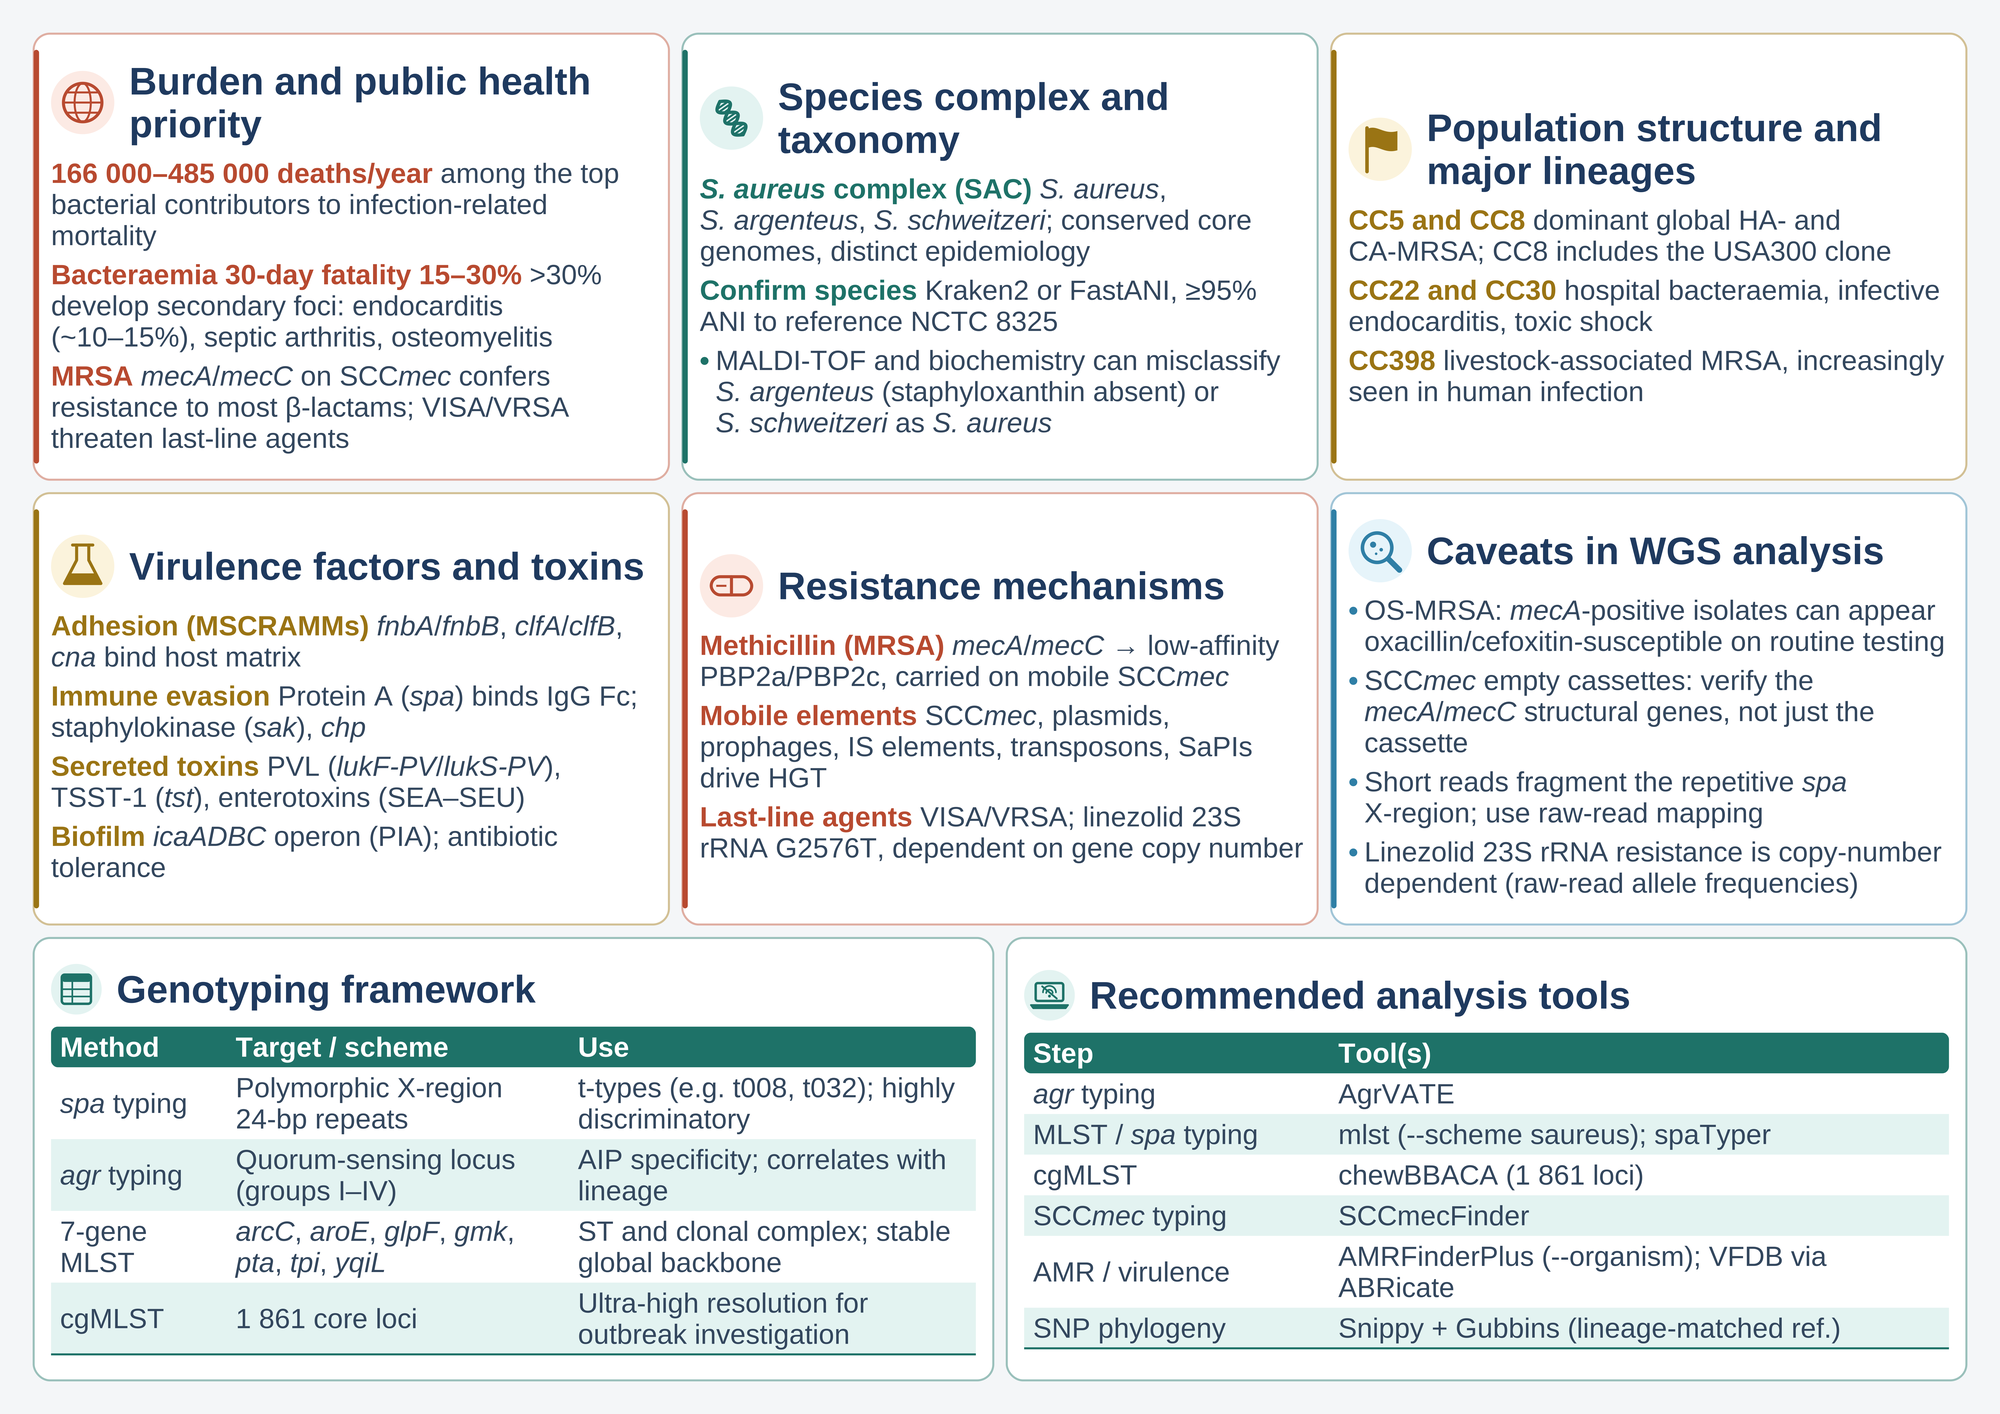 Burden and public health
priority
166 000–485 000 deaths/year among the top
bacterial contributors to infection-related
mortality
Bacteraemia 30-day fatality 15–30% >30%
develop secondary foci: endocarditis
(~10–15%), septic arthritis, osteomyelitis
MRSA mecA/mecC on SCCmec confers
resistance to most β-lactams; VISA/VRSA
threaten last-line agents
Species complex and
taxonomy
S. aureus complex (SAC) S. aureus,
S. argenteus, S. schweitzeri; conserved core
genomes, distinct epidemiology
Confirm species Kraken2 or FastANI, ≥95%
ANI to reference NCTC 8325
• MALDI-TOF and biochemistry can misclassify
S. argenteus (staphyloxanthin absent) or
S. schweitzeri as S. aureus
Population structure and
major lineages
CC5 and CC8 dominant global HA- and
CA-MRSA; CC8 includes the USA300 clone
CC22 and CC30 hospital bacteraemia, infective
endocarditis, toxic shock
CC398 livestock-associated MRSA, increasingly
seen in human infection
Virulence factors and toxins
Adhesion (MSCRAMMs) fnbA/fnbB, clfA/clfB,
cna bind host matrix
Immune evasion Protein A (spa) binds IgG Fc;
staphylokinase (sak), chp
Secreted toxins PVL (lukF-PV/lukS-PV),
TSST-1 (tst), enterotoxins (SEA–SEU)
Biofilm icaADBC operon (PIA); antibiotic
tolerance
Resistance mechanisms
Methicillin (MRSA) mecA/mecC → low-affinity
PBP2a/PBP2c, carried on mobile SCCmec
Mobile elements SCCmec, plasmids,
prophages, IS elements, transposons, SaPIs
drive HGT
Last-line agents VISA/VRSA; linezolid 23S
rRNA G2576T, dependent on gene copy number
Caveats in WGS analysis
• OS-MRSA: mecA-positive isolates can appear
oxacillin/cefoxitin-susceptible on routine testing
• SCCmec empty cassettes: verify the
mecA/mecC structural genes, not just the
cassette
• Short reads fragment the repetitive spa
X-region; use raw-read mapping
• Linezolid 23S rRNA resistance is copy-number
dependent (raw-read allele frequencies)
Genotyping framework
Method Target / scheme Use
spa typing Polymorphic X-region 24-bp repeats t-types (e.g. t008, t032); highly discriminatory
agr typing Quorum-sensing locus (groups I–IV) AIP specificity; correlates with lineage
7-gene MLST arcC, aroE, glpF, gmk, pta, tpi, yqiL ST and clonal complex; stable global backbone
cgMLST 1 861 core loci Ultra-high resolution for outbreak investigation
Recommended analysis tools
Step Tool(s)
agr typing AgrVATE
MLST / spa typing mlst (--scheme saureus); spaTyper
cgMLST chewBBACA (1 861 loci)
SCCmec typing SCCmecFinder
AMR / virulence AMRFinderPlus (--organism); VFDB via ABRicate
SNP phylogeny Snippy + Gubbins (lineage-matched ref.)